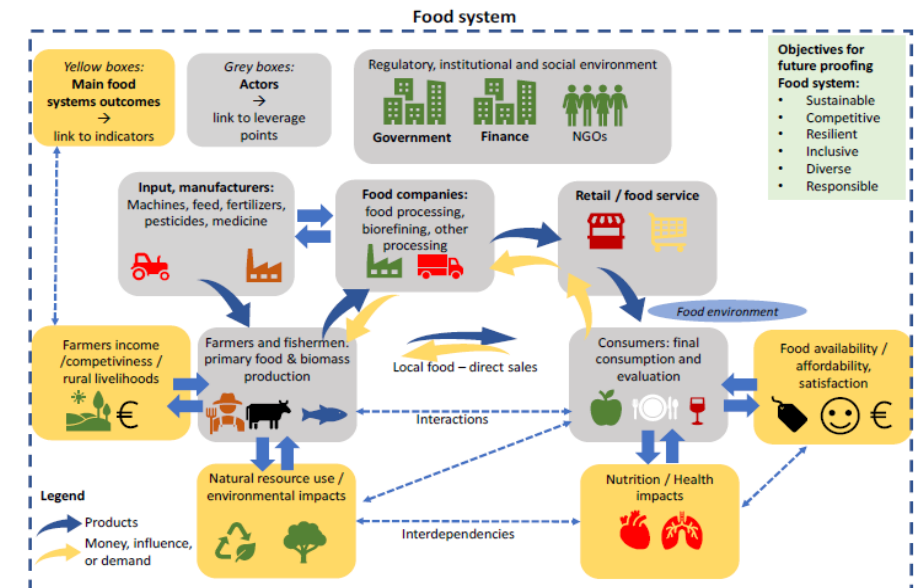 Food system
Yellow boxes:
Main food
systems outcomes
→
link to indicators
Grey boxes:
Actors
→
link to leverage
points
Regulatory, institutional and social environment
Government
Finance
NGOs
Objectives for
future proofing
Food system:
• Sustainable
• Competitive
• Resilient
• Inclusive
• Diverse
• Responsible
Input, manufacturers:
Machines, feed, fertilizers,
pesticides, medicine
Food companies:
food processing,
biorefining, other
processing
Retail / food service
Food environment
Farmers income
/competiviness /
rural livelihoods
€
Farmers and fishermen:
primary food & biomass
production
Local food – direct sales
Consumers: final
consumption and
evaluation
Food availability /
affordability,
satisfaction
€
Interactions
Natural resource use /
environmental impacts
Nutrition / Health
impacts
Interdependencies
Legend
Products
Money, influence,
or demand